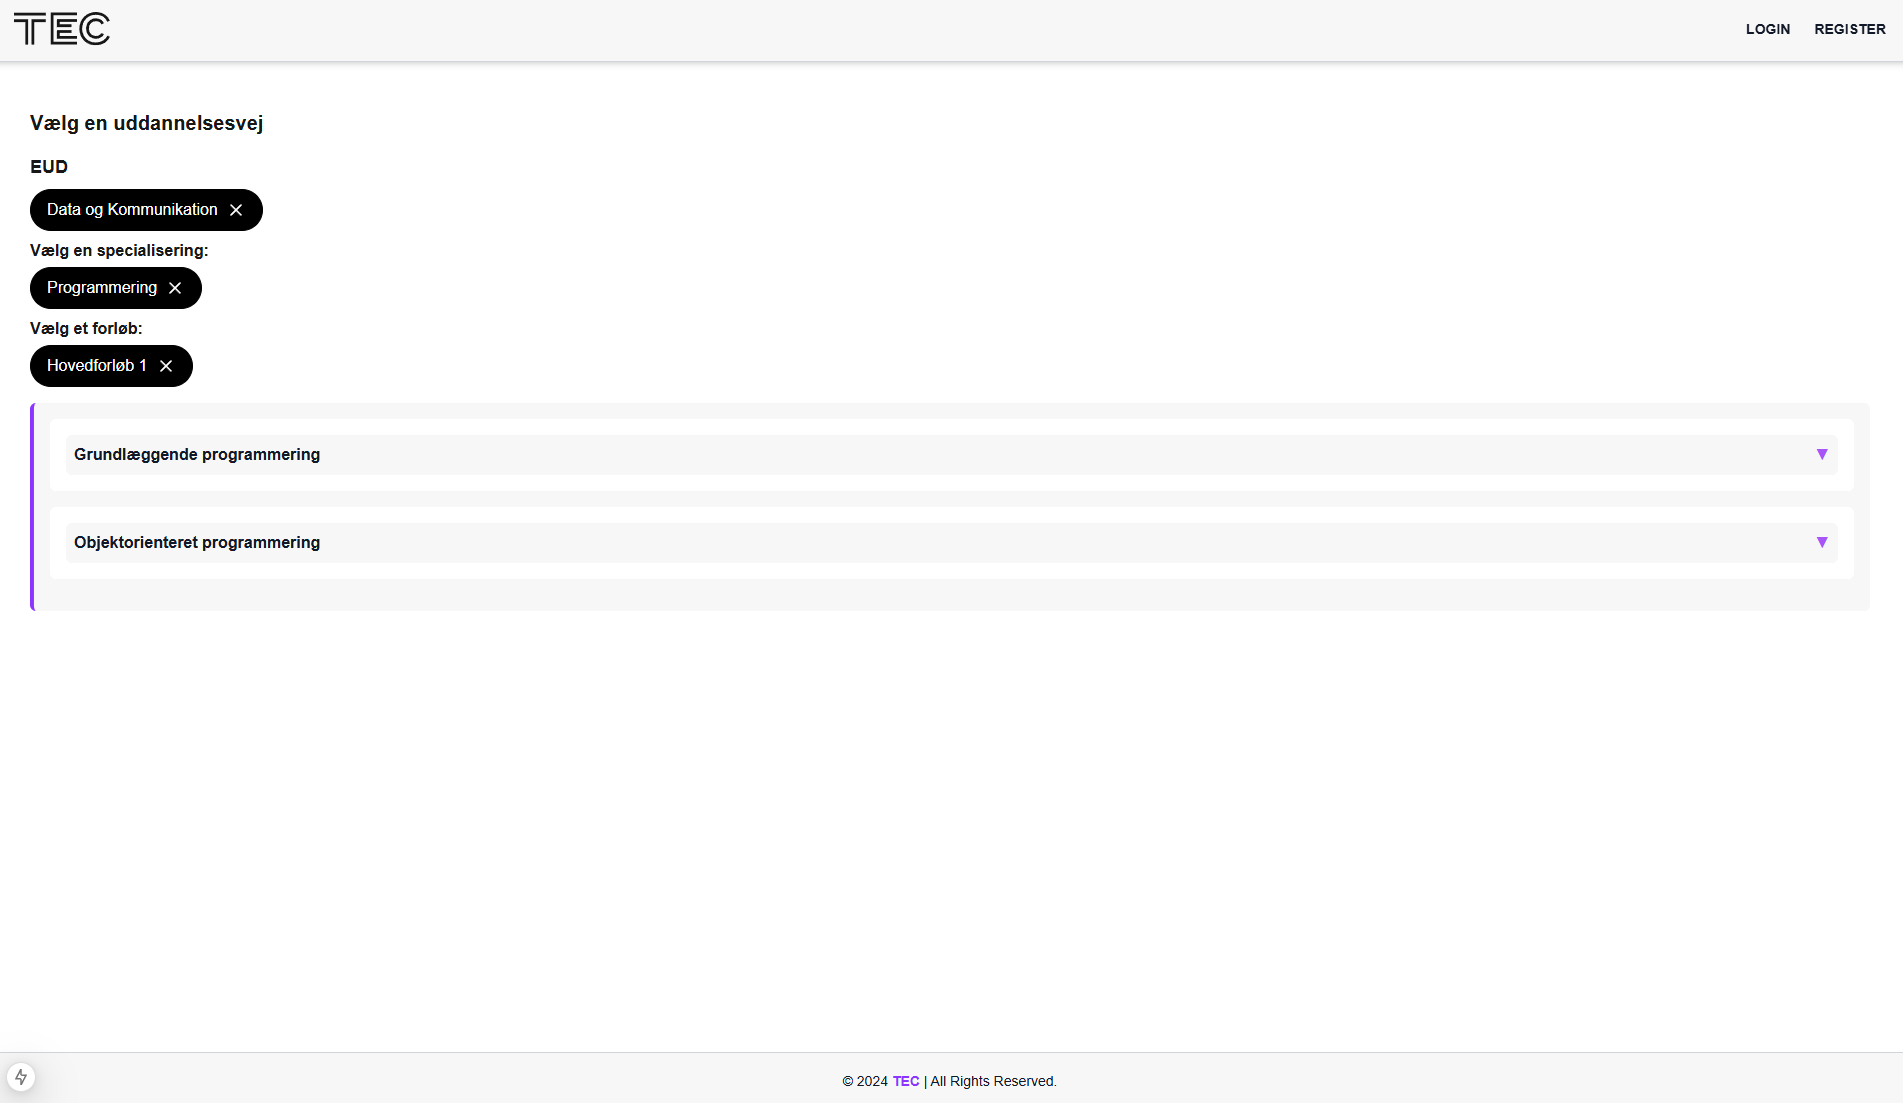 TEC
LOGIN REGISTER
Vælg en uddannelsesvej
EUD
Data og Kommunikation
Vælg en specialisering:
Programmering
Vælg et forløb:
Hovedforløb 1
Grundlæggende programmering
Objektorienteret programmering
© 2024 TEC | All Rights Reserved.